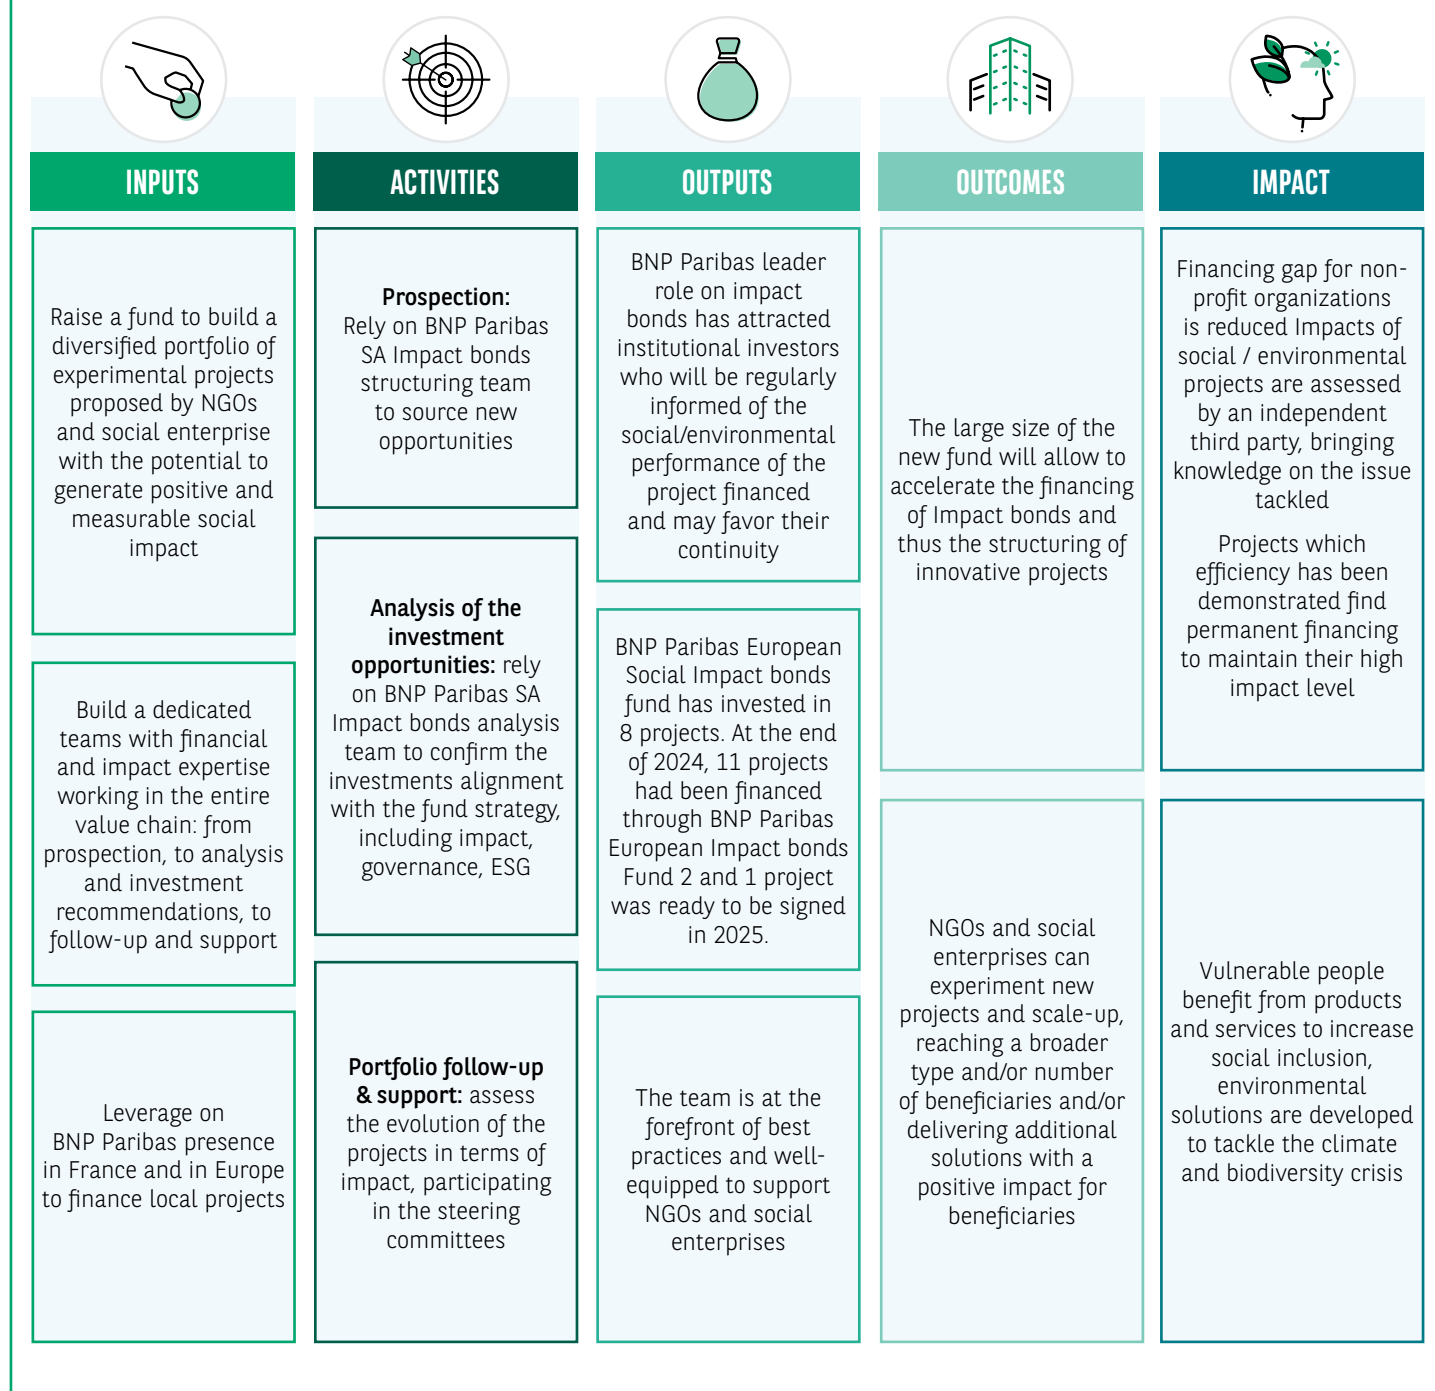 INPUTS
Raise a fund to build a
diversified portfolio of
experimental projects
proposed by NGOs
and social enterprise
with the potential to
generate positive and
measurable social
impact
Build a dedicated
teams with financial
and impact expertise
working in the entire
value chain: from
prospection, to analysis
and investment
recommendations, to
follow-up and support
Leverage on
BNP Paribas presence
in France and in Europe
to finance local projects
ACTIVITIES
Prospection:
Rely on BNP Paribas
SA Impact bonds
structuring team
to source new
opportunities
Analysis of the
investment
opportunities: rely
on BNP Paribas SA
Impact bonds analysis
team to confirm the
investments alignment
with the fund strategy,
including impact,
governance, ESG
Portfolio follow-up
& support: assess
the evolution of the
projects in terms of
impact, participating
in the steering
committees
OUTPUTS
BNP Paribas leader
role on impact
bonds has attracted
institutional investors
who will be regularly
informed of the
social/environmental
performance of the
project financed
and may favor their
continuity
BNP Paribas European
Social Impact bonds
fund has invested in
8 projects. At the end
of 2024, 11 projects
had been financed
through BNP Paribas
European Impact bonds
Fund 2 and 1 project
was ready to be signed
in 2025.
The team is at the
forefront of best
practices and well-
equipped to support
NGOs and social
enterprises
OUTCOMES
The large size of the
new fund will allow to
accelerate the financing
of Impact bonds and
thus the structuring of
innovative projects
NGOs and social
enterprises can
experiment new
projects and scale-up,
reaching a broader
type and/or number
of beneficiaries and/or
delivering additional
solutions with a
positive impact for
beneficiaries
IMPACT
Financing gap for non-
profit organizations
is reduced Impacts of
social / environmental
projects are assessed
by an independent
third party, bringing
knowledge on the issue
tackled
Projects which
efficiency has been
demonstrated find
permanent financing
to maintain their high
impact level
Vulnerable people
benefit from products
and services to increase
social inclusion,
environmental
solutions are developed
to tackle the climate
and biodiversity crisis